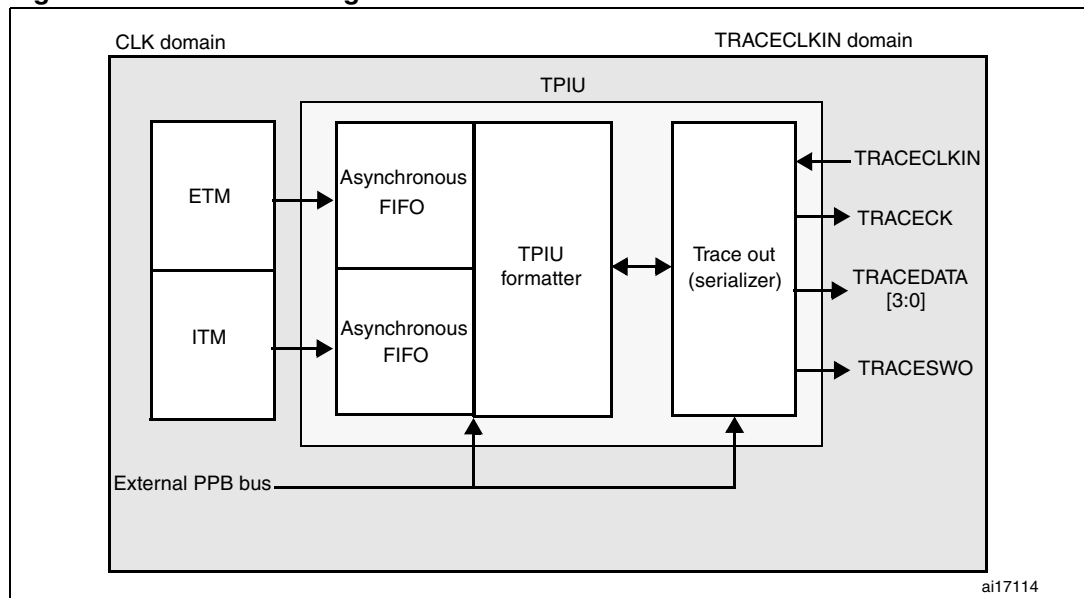 CLK domain
TRACECLKIN domain
TPIU
ETM
Asynchronous
FIFO
ITM
Asynchronous
FIFO
TPIU
formatter
Trace out
(serializer)
TRACECLKIN
TRACECK
TRACEDATA
[3:0]
TRACESWO
External PPB bus
ai17114